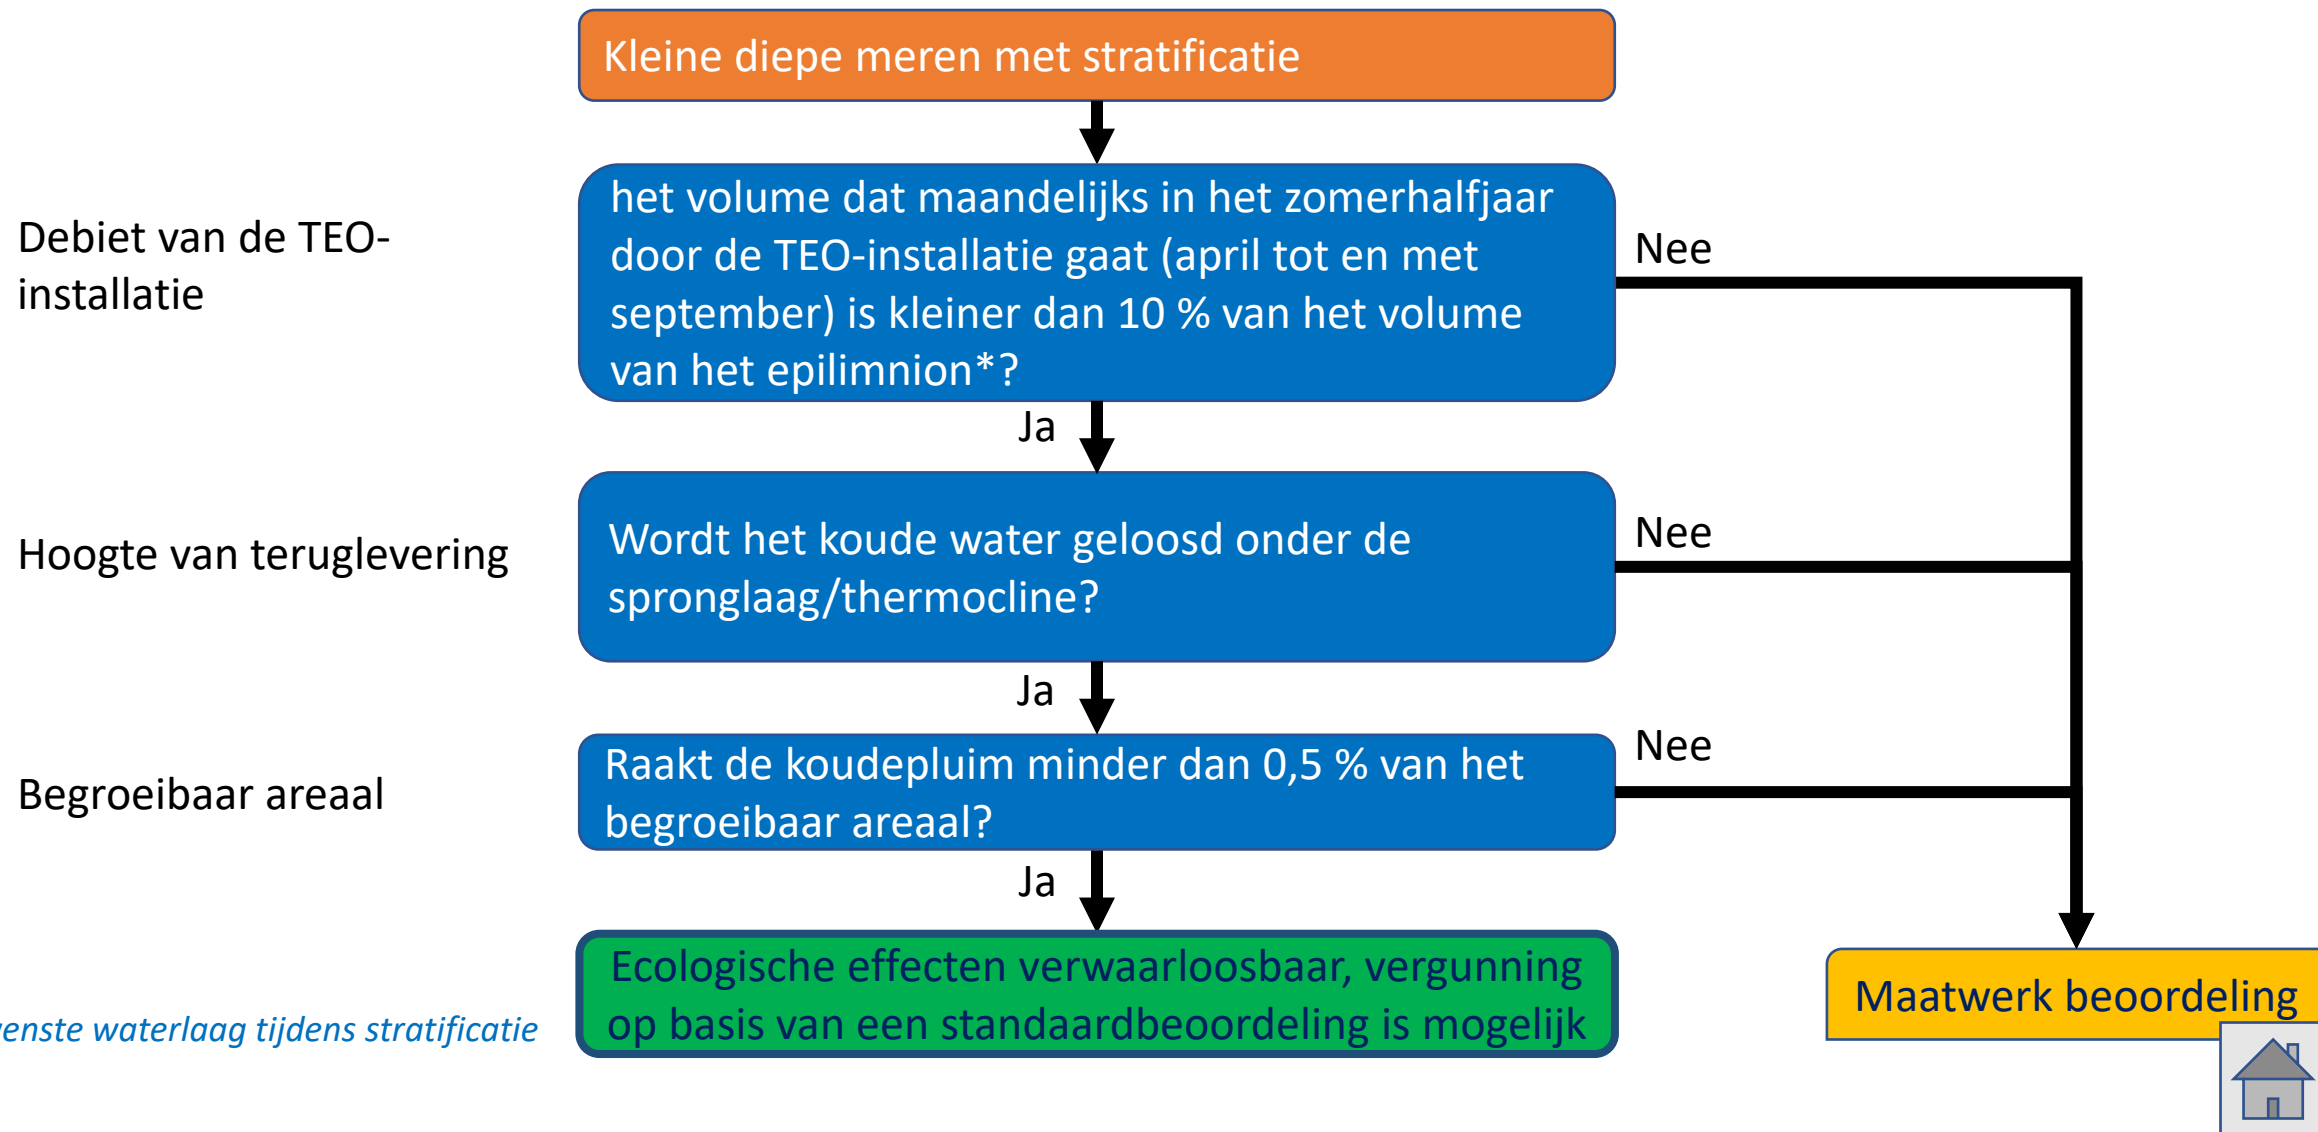 Kleine diepe meren met stratificatie
Debiet van de TEO-
installatie
het volume dat maandelijks in het zomerhalfjaar
door de TEO-installatie gaat (april tot en met
september) is kleiner dan 10 % van het volume
van het epilimnion*?
Nee
Ja
Hoogte van teruglevering
Wordt het koude water geloosd onder de
spronglaag/thermocline?
Nee
Ja
Begroeibaar areaal
Raakt de koudepluim minder dan 0,5 % van het
begroeibaar areaal?
Nee
Ja
Ecologische effecten verwaarloosbaar, vergunning
op basis van een standaardbeoordeling is mogelijk
Maatwerk beoordeling
waterlaag tijdens stratificatie